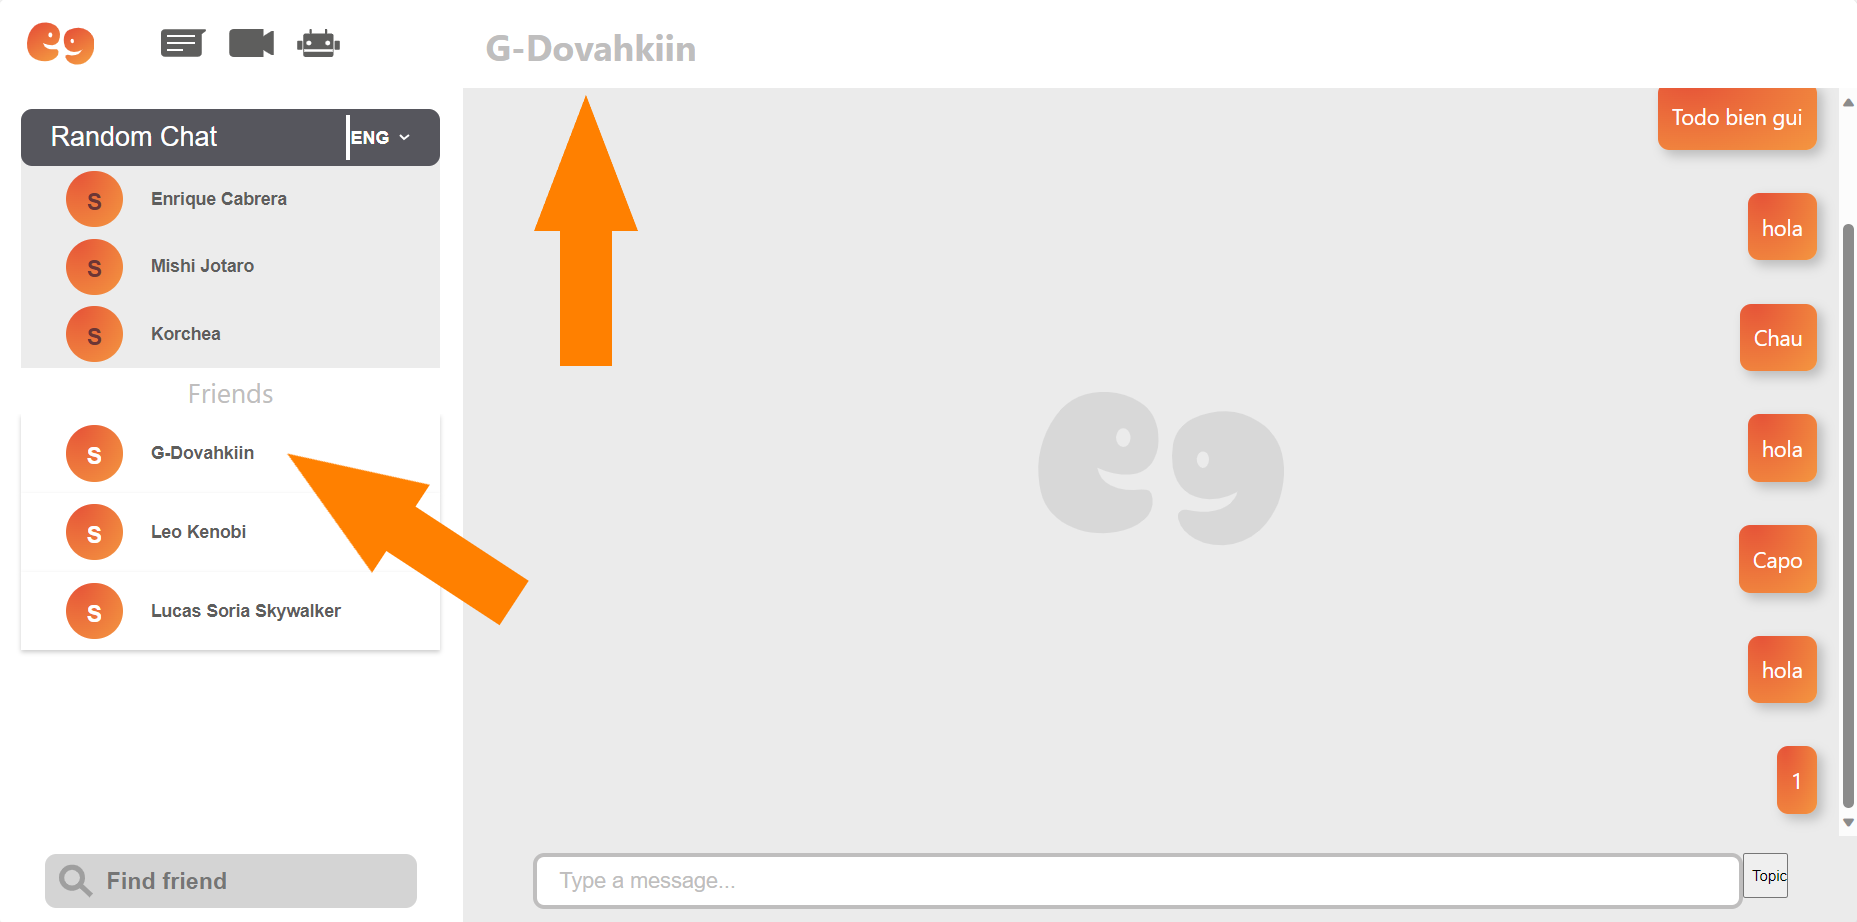 G-Dovahkiin
Random Chat
ENG
S Enrique Cabrera
S Mishi Jotaro
S Korchea
Friends
S G-Dovahkiin
S Leo Kenobi
S Lucas Soria Skywalker
Find friend
Todo bien gui
hola
Chau
hola
Capo
hola
1
Type a message...
Topic